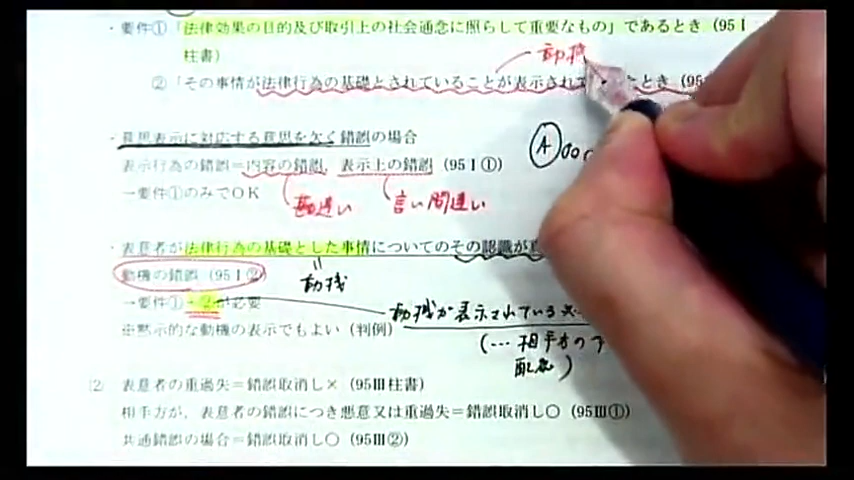 ・要件①「法律効果の目的及び取引上の社会通念に照らして重要なもの」であるとき（95Ⅰ
柱書）
動機
②「その事情が法律行為の基礎とされていることが表示されて たとき（95
・意思表示に対応する意思を欠く錯誤の場合
表示行為の錯誤＝内容の錯誤、表示上の錯誤（95Ⅰ①）
A
→要件①のみでOK
勘違い 言い間違い
・表意者が法律行為の基礎とした事情についてのその認識が
動機の錯誤（95Ⅰ②）
動機
→要件①＋②が必要
動機が表示されている
※黙示的な動機の表示でもよい（判例）
（… 相手方の
配慮）
⑵ 表意者の重過失＝錯誤取消し×（95Ⅲ柱書）
相手方が、表意者の錯誤につき悪意又は重過失＝錯誤取消し〇（95Ⅲ①）
共通錯誤の場合＝錯誤取消し〇（95Ⅲ②）